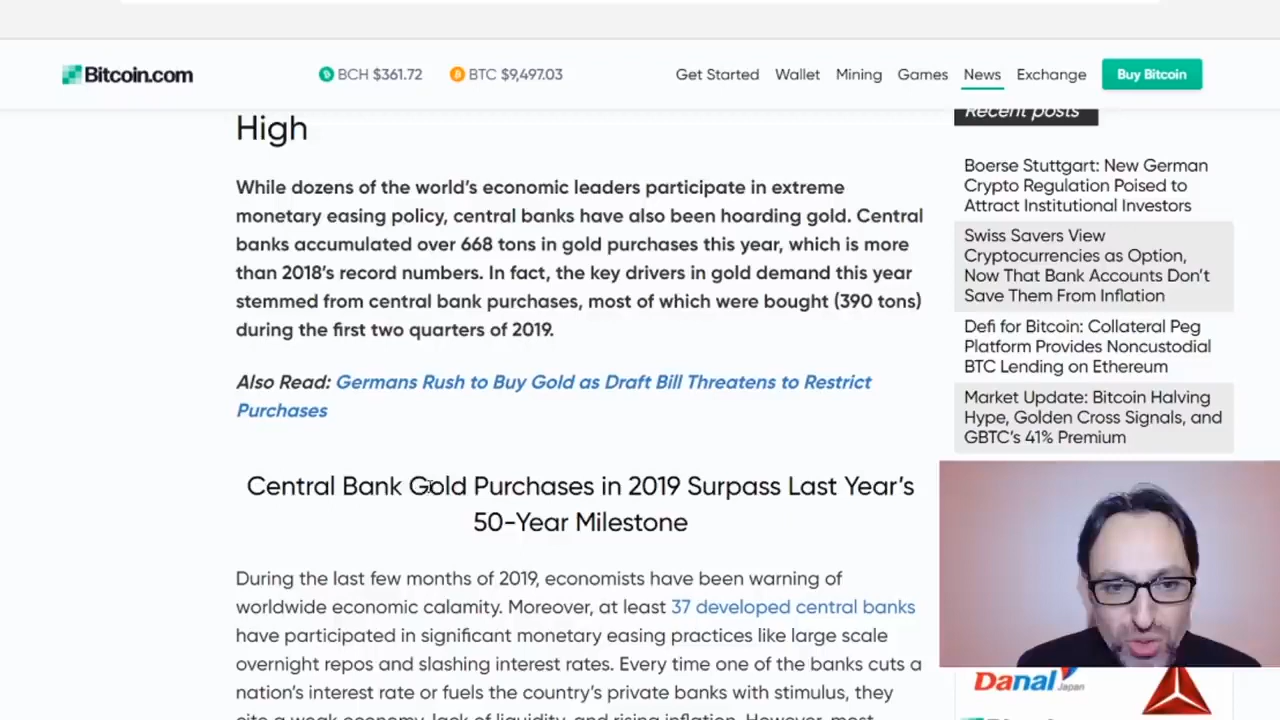 Bitcoin.com
BCH $361.72
BTC $9,497.03
Get Started
Wallet
Mining
Games
News
Exchange
Buy Bitcoin
High
While dozens of the world's economic leaders participate in extreme
monetary easing policy, central banks have also been hoarding gold. Central
banks accumulated over 668 tons in gold purchases this year, which is more
than 2018's record numbers. In fact, the key drivers in gold demand this year
stemmed from central bank purchases, most of which were bought (390 tons)
during the first two quarters of 2019.
Also Read: Germans Rush to Buy Gold as Draft Bill Threatens to Restrict
Purchases
Central Bank Gold Purchases in 2019 Surpass Last Year's
50-Year Milestone
During the last few months of 2019, economists have been warning of
worldwide economic calamity. Moreover, at least 37 developed central banks
have participated in significant monetary easing practices like large scale
overnight repos and slashing interest rates. Every time one of the banks cuts a
nation's interest rate or fuels the country's private banks with stimulus, they
cite a weak economy, lack of liquidity, and rising inflation. However, most
Recent posts
Boerse Stuttgart: New German
Crypto Regulation Poised to
Attract Institutional Investors
Swiss Savers View
Cryptocurrencies as Option,
Now That Bank Accounts Don't
Save Them From Inflation
Defi for Bitcoin: Collateral Peg
Platform Provides Noncustodial
BTC Lending on Ethereum
Market Update: Bitcoin Halving
Hype, Golden Cross Signals, and
GBTC's 41% Premium
Danal Japan